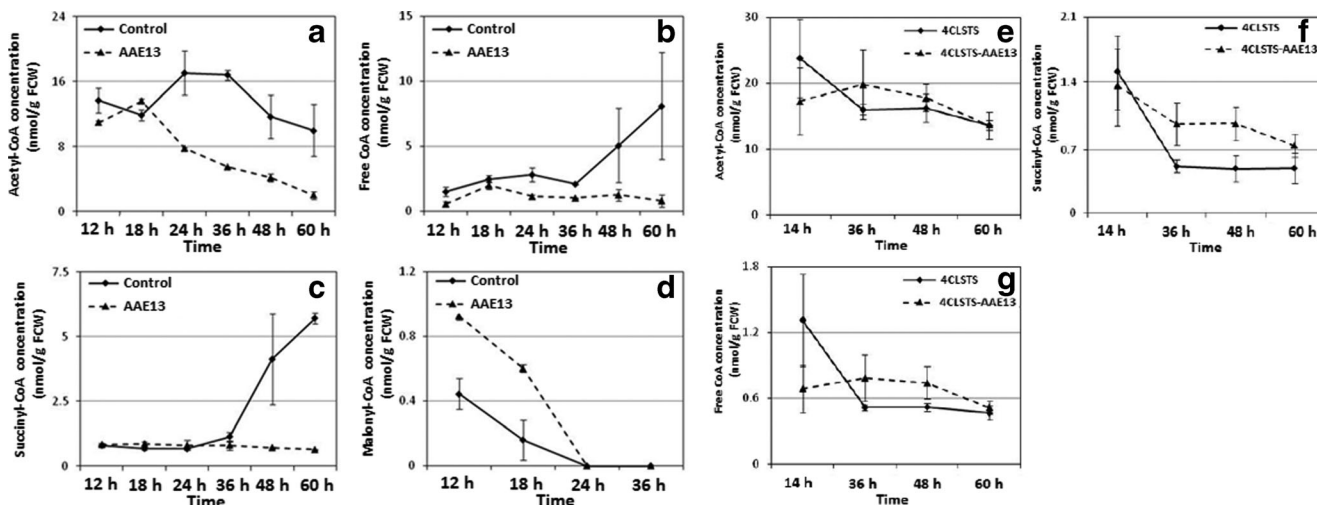 a
Acetyl-CoA concentration
(nmol/g FCW)
24
16
8
0
Control
AAE13
12 h 18 h 24 h 36 h 48 h 60 h
Time
b
Free CoA concentration
(nmol/g FCW)
15
10
5
0
Control
AAE13
12 h 18 h 24 h 36 h 48 h 60 h
Time
e
Acetyl-CoA concentration
(nmol/g FCW)
30
20
10
0
4CLSTS
4CLSTS-AAE13
14 h 36 h 48 h 60 h
Time
f
Succinyl-CoA concentration
(nmol/g FCW)
2.1
1.4
0.7
0
4CLSTS
4CLSTS-AAE13
14 h 36 h 48 h 60 h
Time
c
Succinyl-CoA concentration
(nmol/g FCW)
7.5
5
2.5
0
Control
AAE13
12 h 18 h 24 h 36 h 48 h 60 h
Time
d
Malonyl-CoA concentration
(nmol/g FCW)
1.2
0.8
0.4
0
Control
AAE13
12 h 18 h 24 h 36 h
Time
g
Free CoA concentration
(nmol/g FCW)
1.8
1.2
0.6
0
4CLSTS
4CLSTS-AAE13
14 h 36 h 48 h 60 h
Time